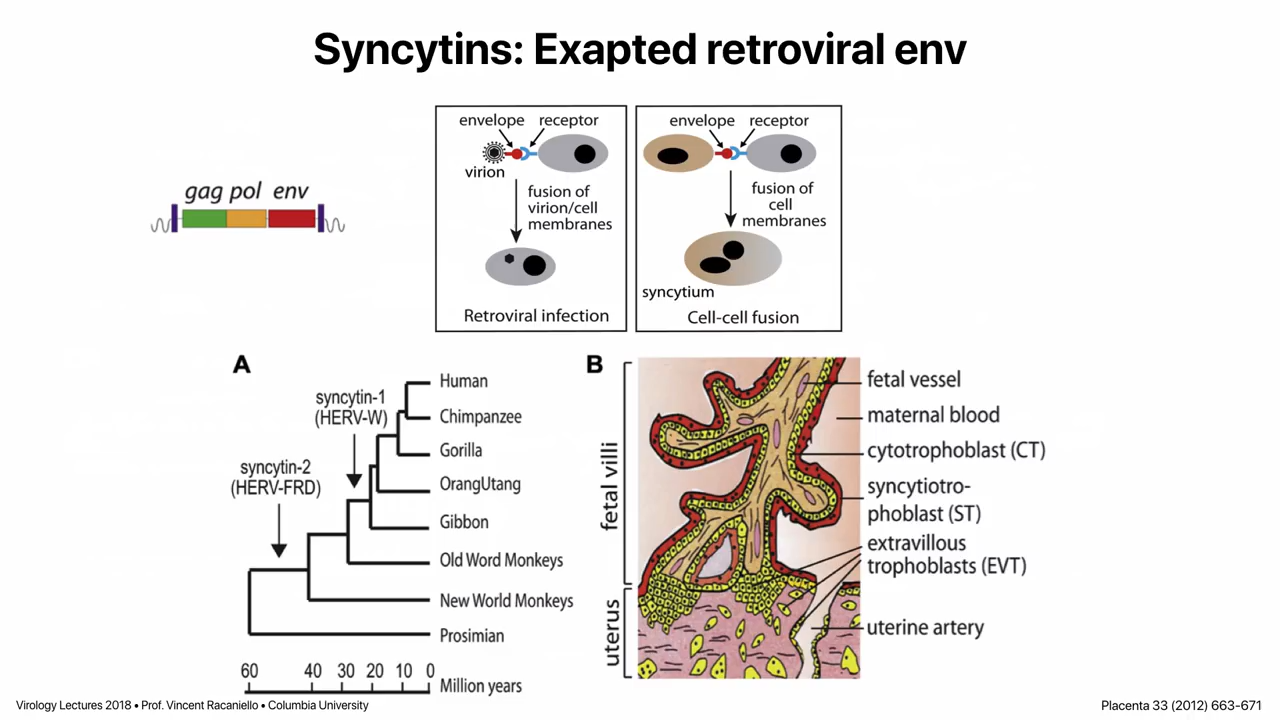 Syncytins: Exapted retroviral env
gag pol env
envelope receptor
virion
fusion of
virion/cell
membranes
Retroviral infection
envelope receptor
fusion of
cell
membranes
syncytium
Cell-cell fusion
A
Human
Chimpanzee
Gorilla
OrangUtang
Gibbon
Old Word Monkeys
New World Monkeys
Prosimian
syncytin-1
(HERV-W)
syncytin-2
(HERV-FRD)
60 40 30 20 10 0
Million years
B
fetal villi
uterus
fetal vessel
maternal blood
cytotrophoblast (CT)
syncytiotro-
phoblast (ST)
extravillous
trophoblasts (EVT)
uterine artery
Virology Lectures 2018 • Prof. Vincent Racaniello • Columbia University
Placenta 33 (2012) 663-671